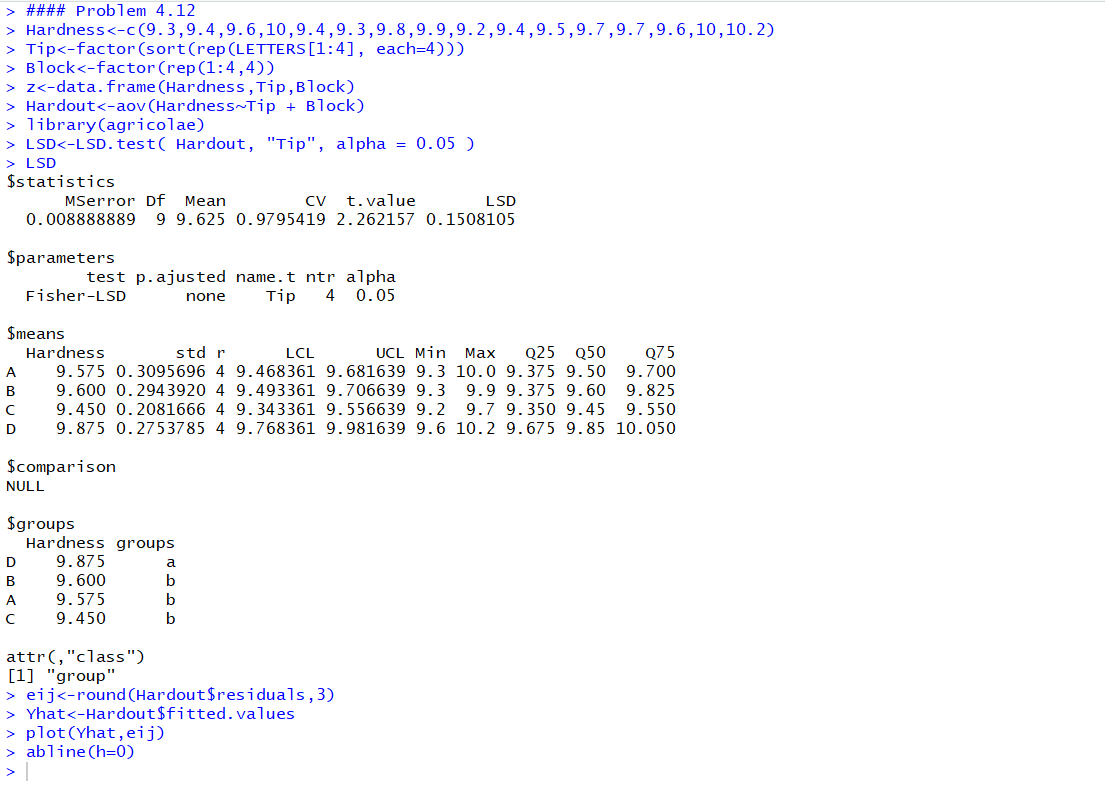 > #### Problem 4.12
> Hardness<-c(9.3,9.4,9.6,10,9.4,9.3,9.8,9.9,9.2,9.4,9.5,9.7,9.7,9.6,10,10.2)
> Tip<-factor(sort(rep(LETTERS[1:4], each=4)))
> Block<-factor(rep(1:4,4))
> z<-data.frame(Hardness,Tip,Block)
> Hardout<-aov(Hardness~Tip + Block)
> library(agricolae)
> LSD<-LSD.test( Hardout, "Tip", alpha = 0.05 )
> LSD
$statistics
      MSerror Df  Mean        CV  t.value       LSD
  0.008888889  9 9.625 0.9795419 2.262157 0.1508105

$parameters
        test p.ajusted name.t ntr alpha
  Fisher-LSD      none    Tip   4  0.05

$means
  Hardness       std r      LCL      UCL Min  Max   Q25  Q50    Q75
A    9.575 0.3095696 4 9.468361 9.681639 9.3 10.0 9.375 9.50  9.700
B    9.600 0.2943920 4 9.493361 9.706639 9.3  9.9 9.375 9.60  9.825
C    9.450 0.2081666 4 9.343361 9.556639 9.2  9.7 9.350 9.45  9.550
D    9.875 0.2753785 4 9.768361 9.981639 9.6 10.2 9.675 9.85 10.050

$comparison
NULL

$groups
  Hardness groups
D    9.875      a
B    9.600      b
A    9.575      b
C    9.450      b

attr(,"class")
[1] "group"
> eij<-round(Hardout$residuals,3)
> Yhat<-Hardout$fitted.values
> plot(Yhat,eij)
> abline(h=0)
>